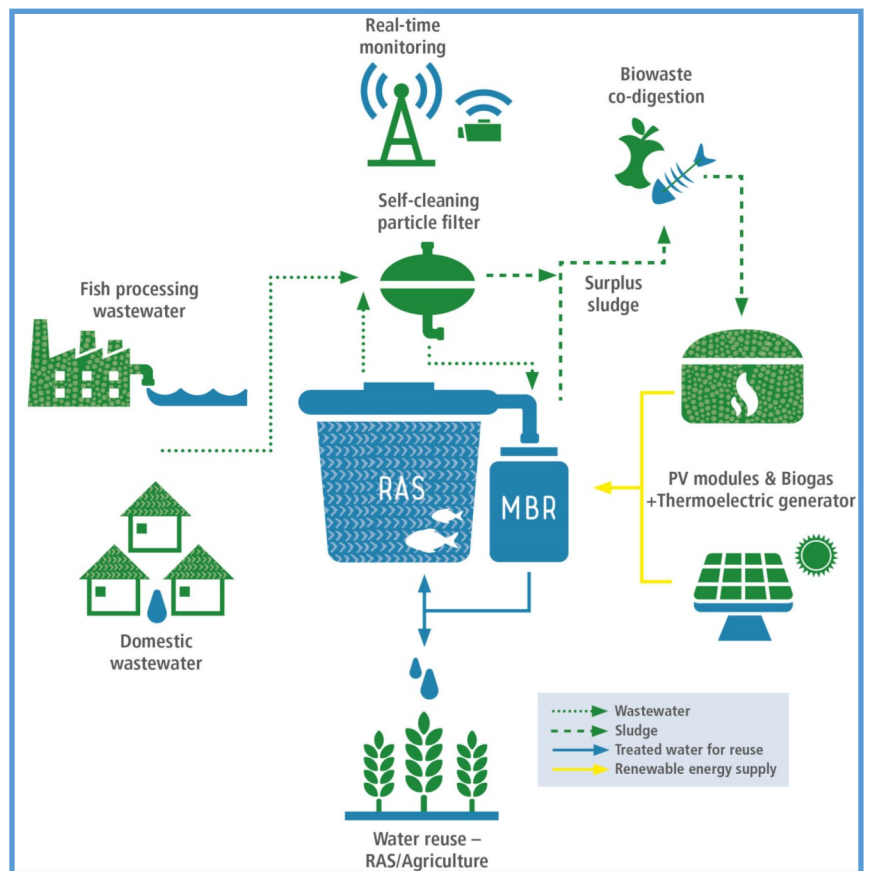 Real-time
monitoring
Biowaste
co-digestion
Self-cleaning
particle filter
Fish processing
wastewater
Surplus
sludge
RAS
MBR
PV modules & Biogas
+Thermoelectric generator
Domestic
wastewater
Wastewater
Sludge
Treated water for reuse
Renewable energy supply
Water reuse –
RAS/Agriculture